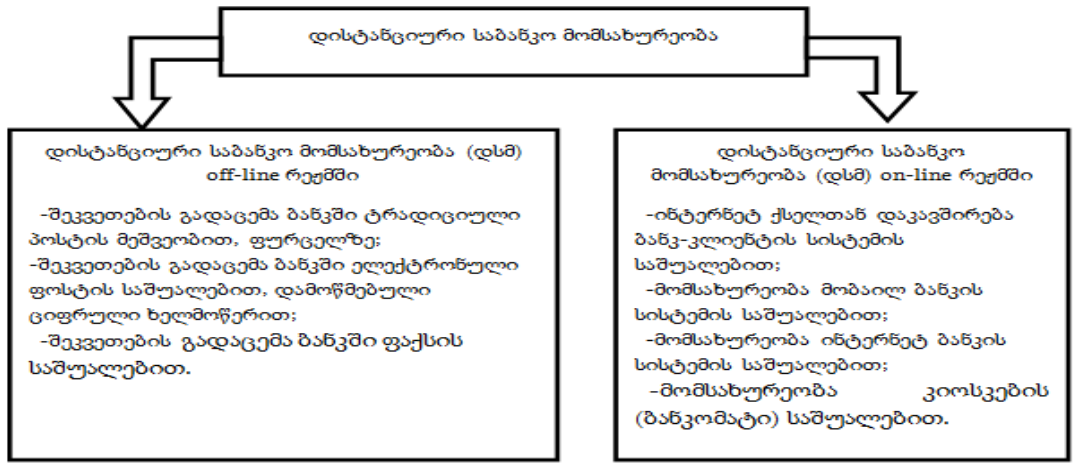 დისტანციური საბანკო მომსახურეობა
დისტანციური საბანკო მომსახურეობა (დსმ)
off-line რეჟმში
-შეკვეთების გადაცემა ბანკში ტრადიციული
პოსტის მეშვეობით, ფურცელზე;
-შეკვეთების გადაცემა ბანკში ელექტრონული
ფოსტის საშუალებით, დამოწმებული
ციფრული ხელმოწერით;
-შეკვეთების გადაცემა ბანკში ფაქსის
საშუალებით.
დისტანციური საბანკო
მომსახურეობა (დსმ) on-line რეჟმში
-ინტერნეტ ქსელთან დაკავშირება
ბანკ-კლიენტის სისტემის
საშუალებით;
-მომსახურეობა მობაილ ბანკის
სისტემის საშუალებით;
-მომსახურეობა ინტერნეტ ბანკის
სისტემის საშუალებით;
-მომსახურეობა კიოსკების
(ბანკომატი) საშუალებით.